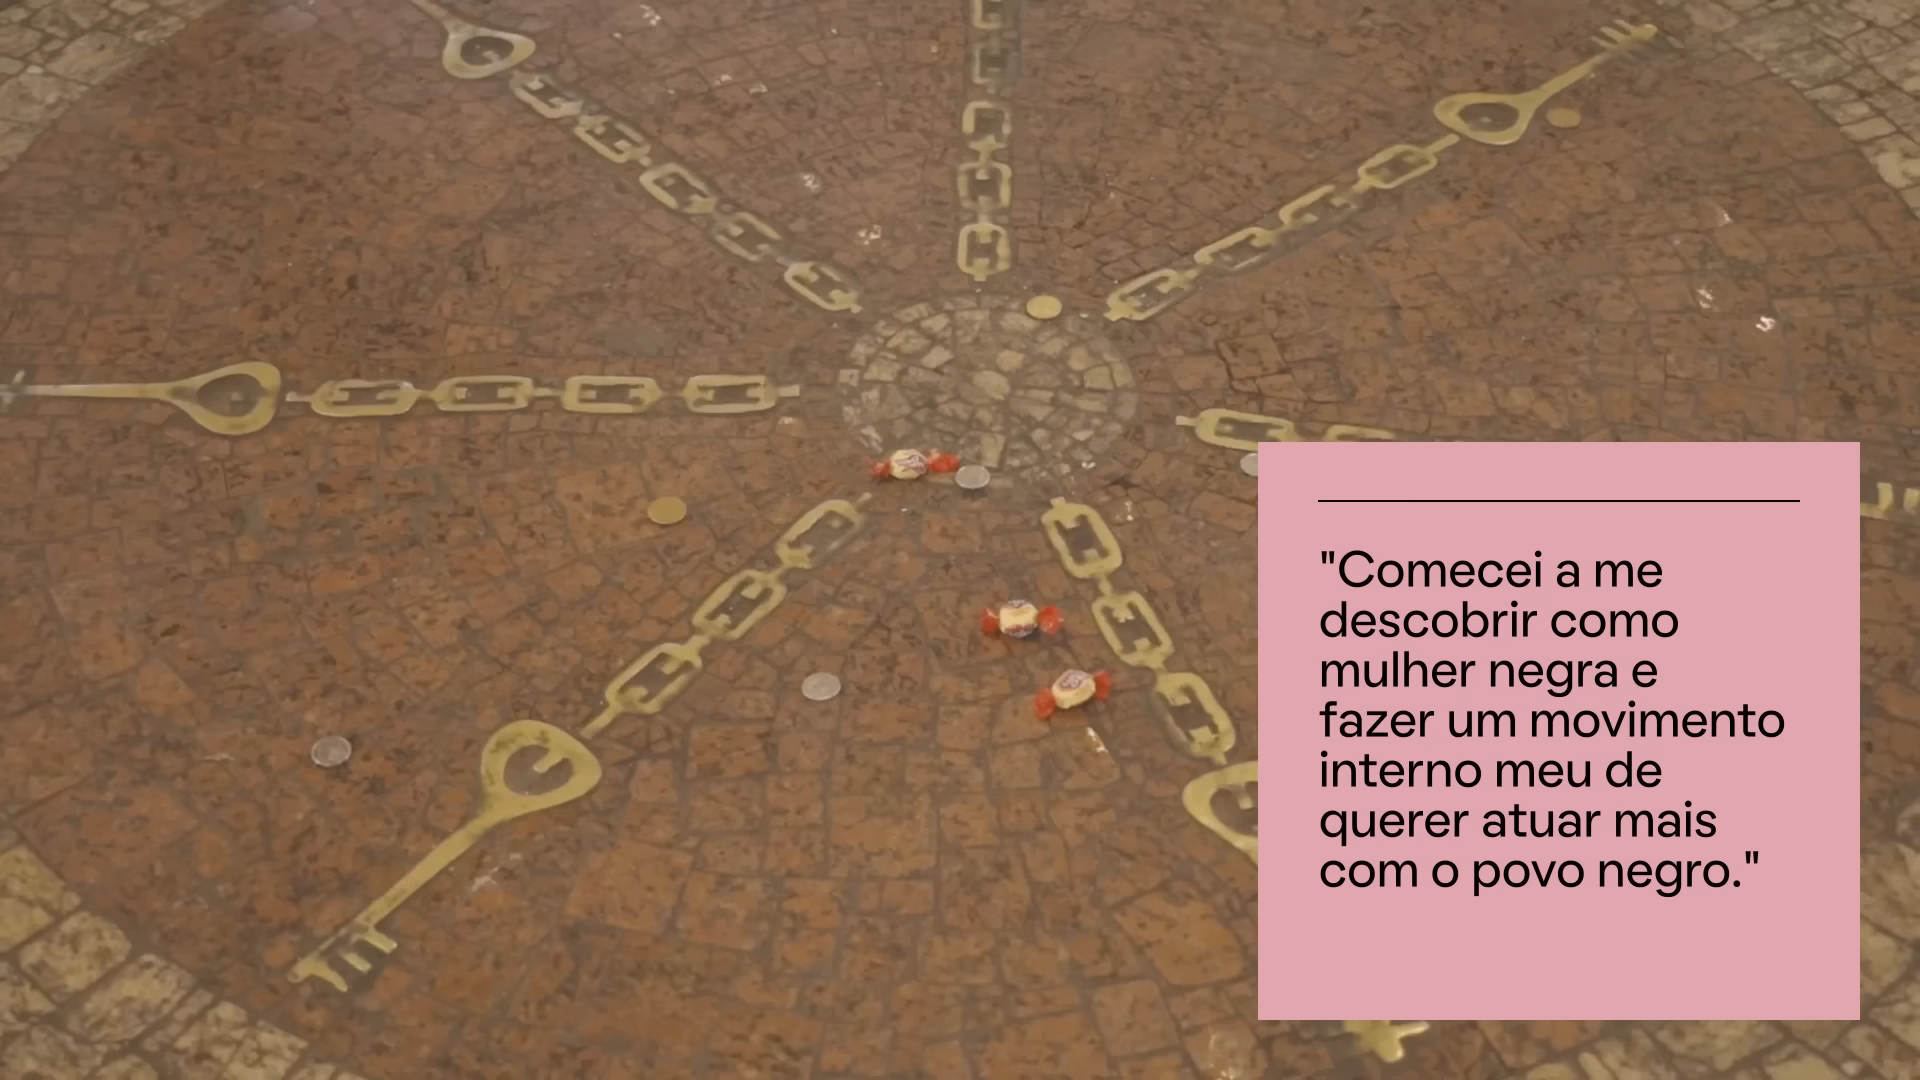 "Comecei a me
descobrir como
mulher negra e
fazer um movimento
interno meu de
querer atuar mais
com o povo negro."